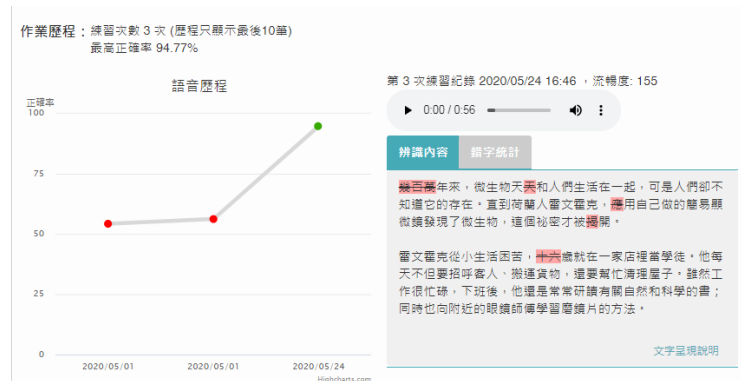 作業歷程：練習次數 3 次 (歷程只顯示最後10筆)
最高正確率 94.77%
語音歷程
正確率
100
75
50
25
0
2020/05/01
2020/05/01
2020/05/24
Highcharts.com
第 3 次練習紀錄 2020/05/24 16:46 ，流暢度: 155
0:00 / 0:56
辨識內容
錯字統計
幾百萬年來，微生物天天和人們生活在一起，可是人們卻不
知道它的存在。直到荷蘭人雷文霍克，應用自己做的簡易顯
微鏡發現了微生物，這個祕密才被揭開。
雷文霍克從小生活困苦，十六歲就在一家店裡當學徒。他每
天不但要招呼客人、搬運貨物，還要幫忙清理屋子。雖然工
作很忙碌，下班後，他還是常常研讀有關自然和科學的書；
同時也向附近的眼鏡師傅學習磨鏡片的方法。
文字呈現說明